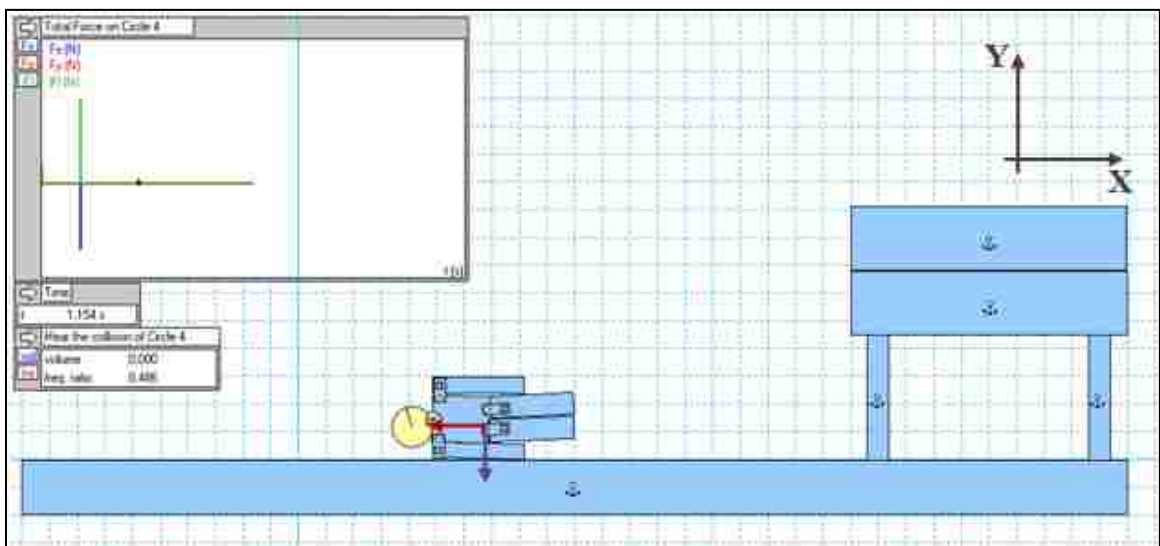 Total Force on Circle 4
Fx (N)
Fy (N)
|F| (N)
t (s)
Time
t 1.154 s
Hear the collision of Circle 4
volume 0.000
freq. ratio 0.486
Y
X